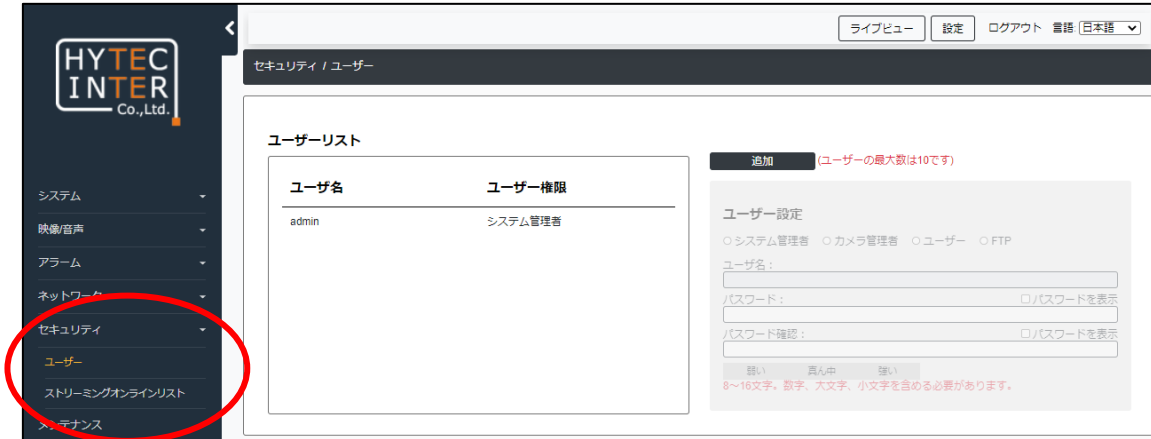 HYTEC
INTER
Co.,Ltd.
ライブビュー 設定 ログアウト 言語: 日本語
セキュリティ / ユーザー
システム
映像/音声
アラーム
ネットワーク
セキュリティ
ユーザー
ストリーミングオンラインリスト
メンテナンス
ユーザーリスト
ユーザ名 ユーザー権限
admin システム管理者
追加 (ユーザーの最大数は10です)
ユーザー設定
システム管理者 カメラ管理者 ユーザー FTP
ユーザ名：
パスワード： パスワードを表示
パスワード確認： パスワードを表示
弱い 真ん中 強い
8～16文字。数字、大文字、小文字を含める必要があります。